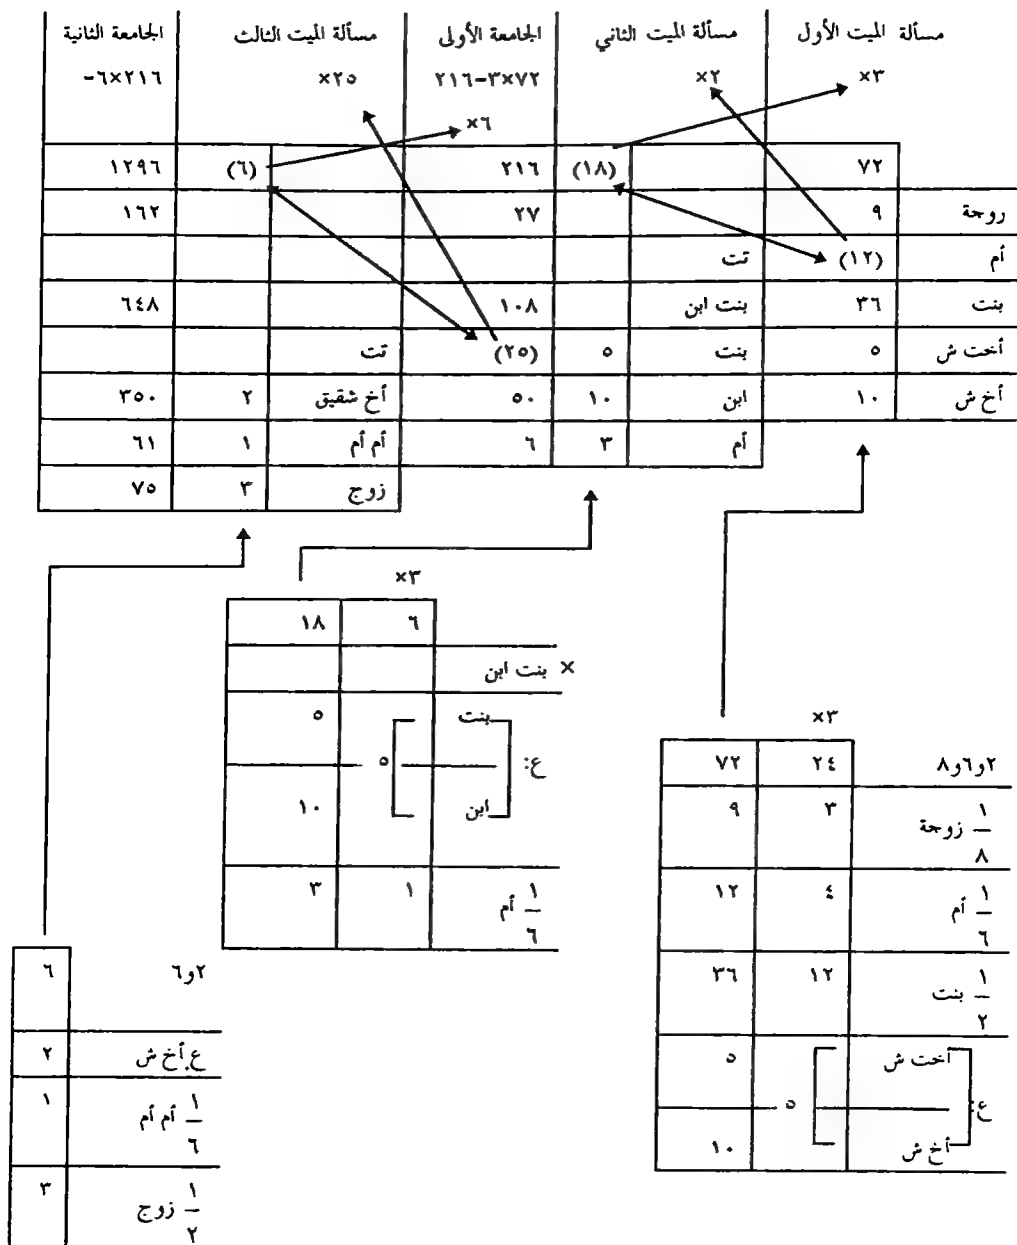 مسألة الميت الأول مسألة الميت الثاني الجامعة الأولى مسألة الميت الثالث الجامعة الثانية
×٣ ×٢ ٧٢×٣-٢١٦ ×٢٥ ٢١٦×٦-
×٦
٧٢ (١٨) ٢١٦ (٦) ١٢٩٦
روجة ٩ ٢٧ ١٦٢
أم (١٢) تت
بنت ٣٦ بنت ابن ١٠٨ ٦٤٨
أخت ش ٥ بنت ٥ (٢٥) تت
أخ ش ١٠ ابن ١٠ ٥٠ أخ شقيق ٢ ٣٥٠
أم ٣ ٦ أم أم ١ ٦١
زوج ٣ ٧٥
×٣
٦ ١٨
× بنت ابن
ع: بنت ٥ ٥
ابن ١٠
١/٦ أم ١ ٣
×٣
٢و٦و٨ ٢٤ ٧٢
١/٨ زوجة ٣ ٩
١/٦ أم ٤ ١٢
١/٢ بنت ١٢ ٣٦
ع: أخت ش ٥ ٥
أخ ش ١٠
٢و٦ ٦
ع.أخ ش ٢
١/٦ أم أم ١
١/٢ زوج ٣